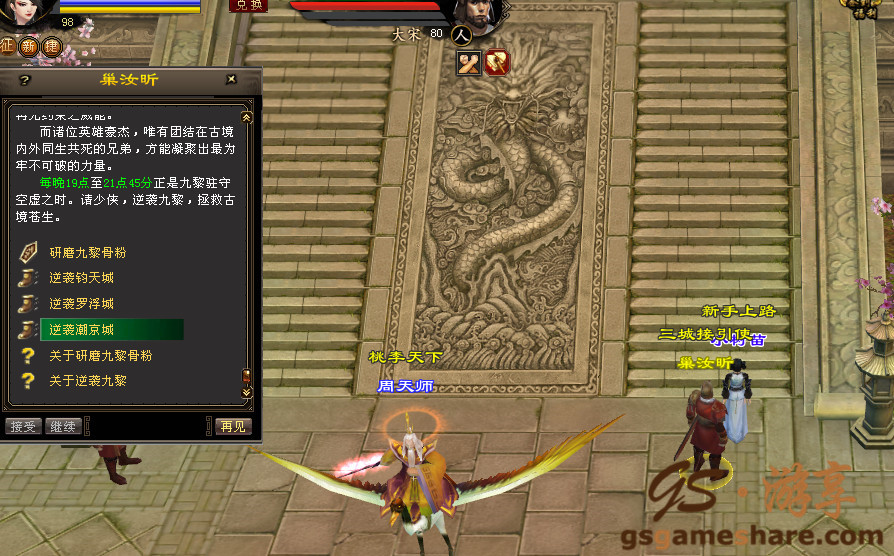 98
兑换
大宋 80 人
征 新 捷
? 巢汝昕 x
而诸位英雄豪杰，唯有团结在古境
内外同生共死的兄弟，方能凝聚出最为
牢不可破的力量。
每晚19点至21点45分正是九黎驻守
空虚之时。请少侠，逆袭九黎，拯救古
境苍生。
研磨九黎骨粉
逆袭钧天城
逆袭罗浮城
逆袭潮京城
? 关于研磨九黎骨粉
? 关于逆袭九黎
接受 继续 再见
新手上路
三城接引使
巢汝昕
桃李天下
周天师
GS·游享
gsgameshare.com